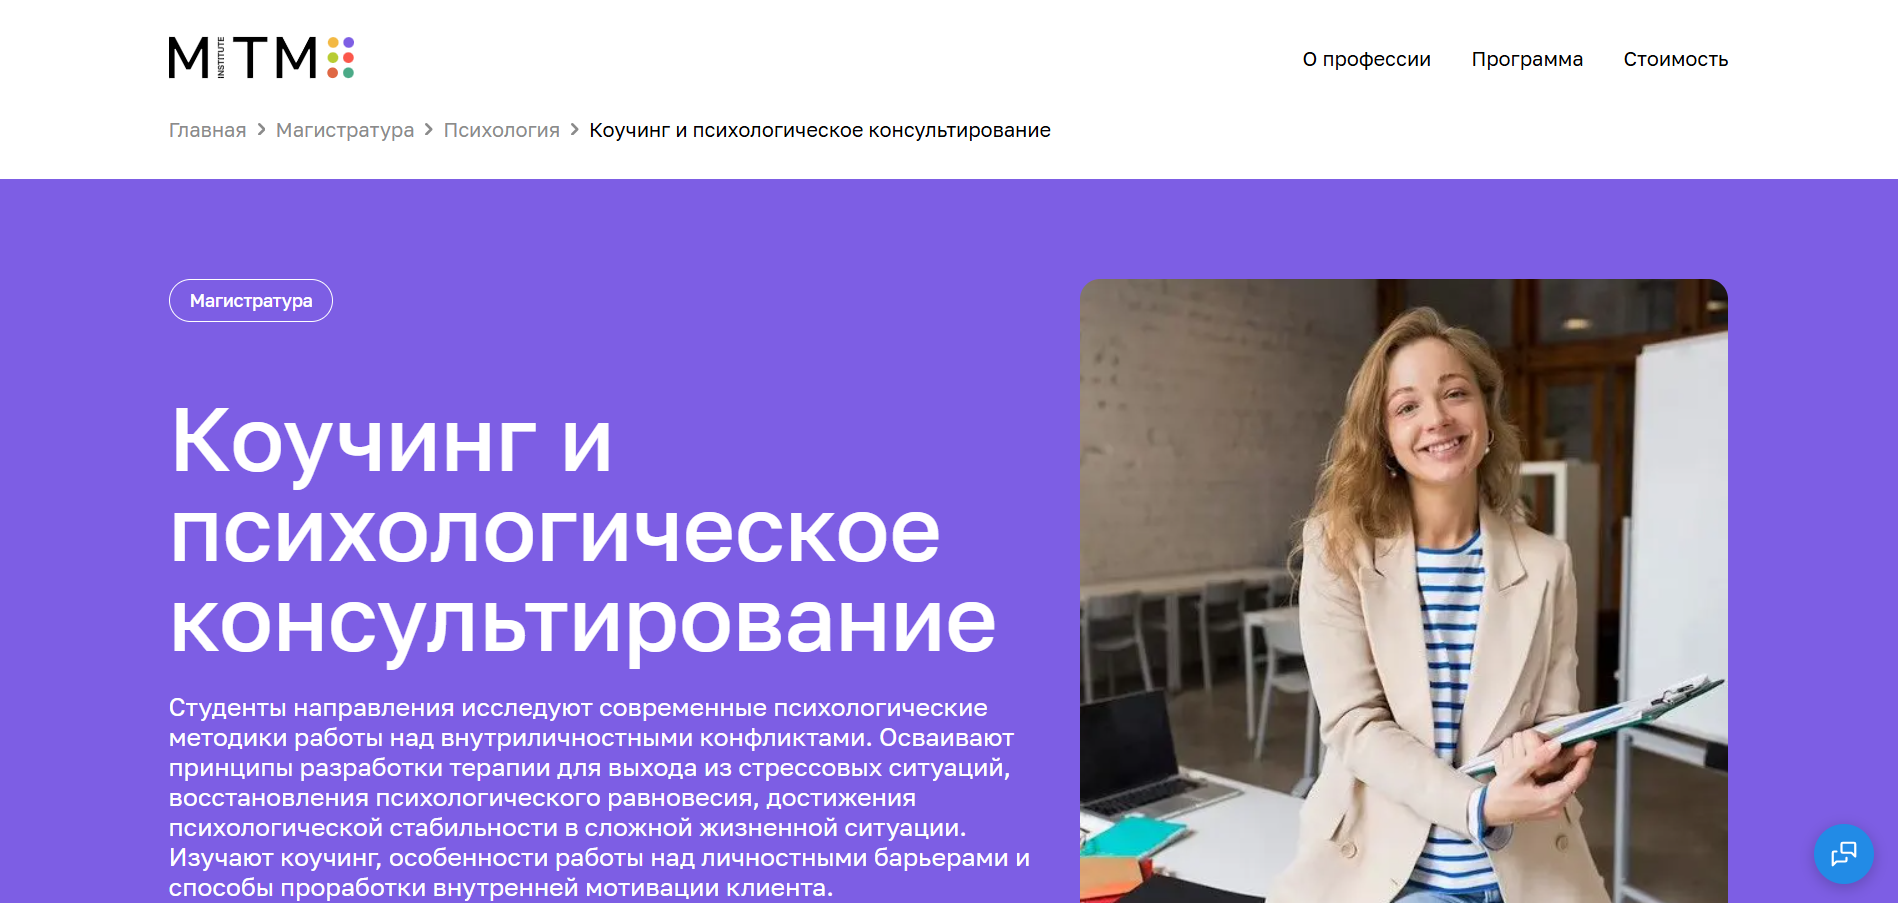 MITM INSTITUTE
О профессии
Программа
Стоимость
Главная > Магистратура > Психология > Коучинг и психологическое консультирование
Магистратура
Коучинг и
психологическое
консультирование
Студенты направления исследуют современные психологические
методики работы над внутриличностными конфликтами. Осваивают
принципы разработки терапии для выхода из стрессовых ситуаций,
восстановления психологического равновесия, достижения
психологической стабильности в сложной жизненной ситуации.
Изучают коучинг, особенности работы над личностными барьерами и
способы проработки внутренней мотивации клиента.